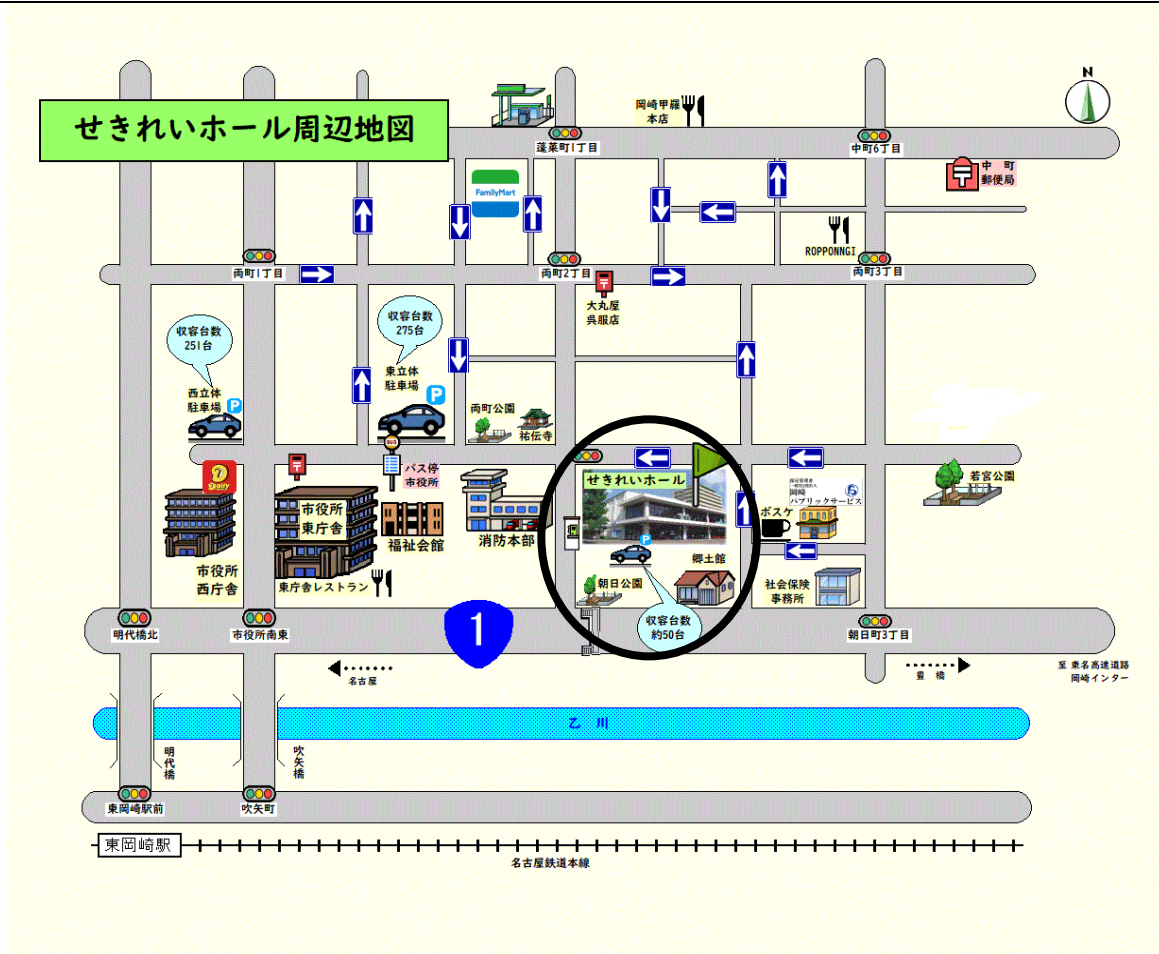 せきれいホール周辺地図
N
岡崎甲羅
本店
蓬莱町1丁目
中町6丁目
中 町
郵便局
FamilyMart
ROPPONNGI
両町1丁目
両町2丁目
両町3丁目
大丸屋
呉服店
収容台数
251台
収容台数
275台
西立体
駐車場
P
東立体
駐車場
P
両町公園
祐伝寺
BUS
バス停
市役所
Daily
せきれいホール
岡崎
パブリックサービス
若宮公園
市役所
東庁舎
福祉会館
消防本部
ボスケ
P
郷土館
市役所
西庁舎
東庁舎レストラン
朝日公園
社会保険
事務所
収容台数
約50台
1
明代橋北
市役所南東
朝日町3丁目
名古屋
豊 橋
至 東名高速道路
岡崎インター
乙 川
明代橋
吹矢橋
東岡崎駅前
吹矢町
東岡崎駅
名古屋鉄道本線